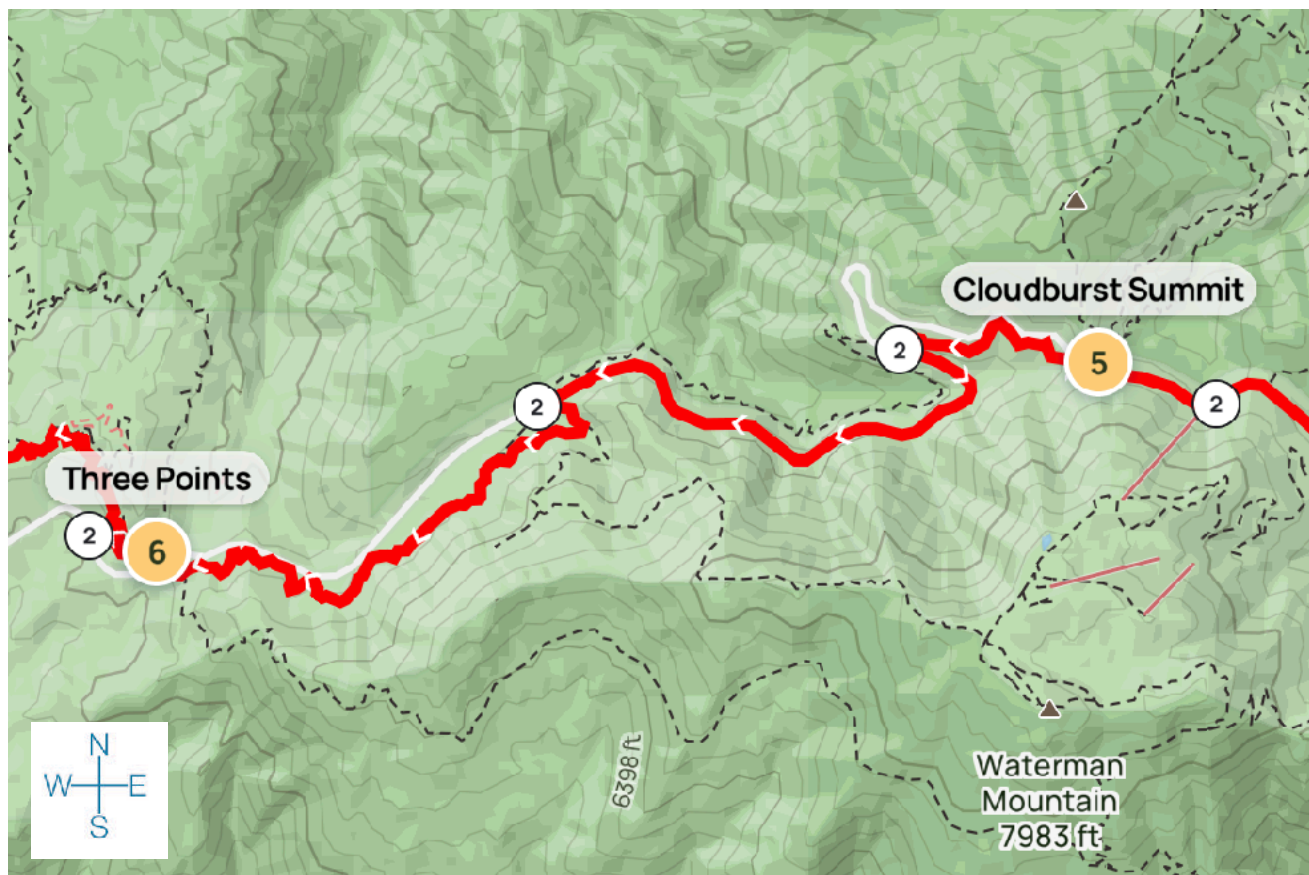 Cloudburst Summit
2
5
2
2
Three Points
2
6
6398 ft
N
W E
S
Waterman
Mountain
7983 ft